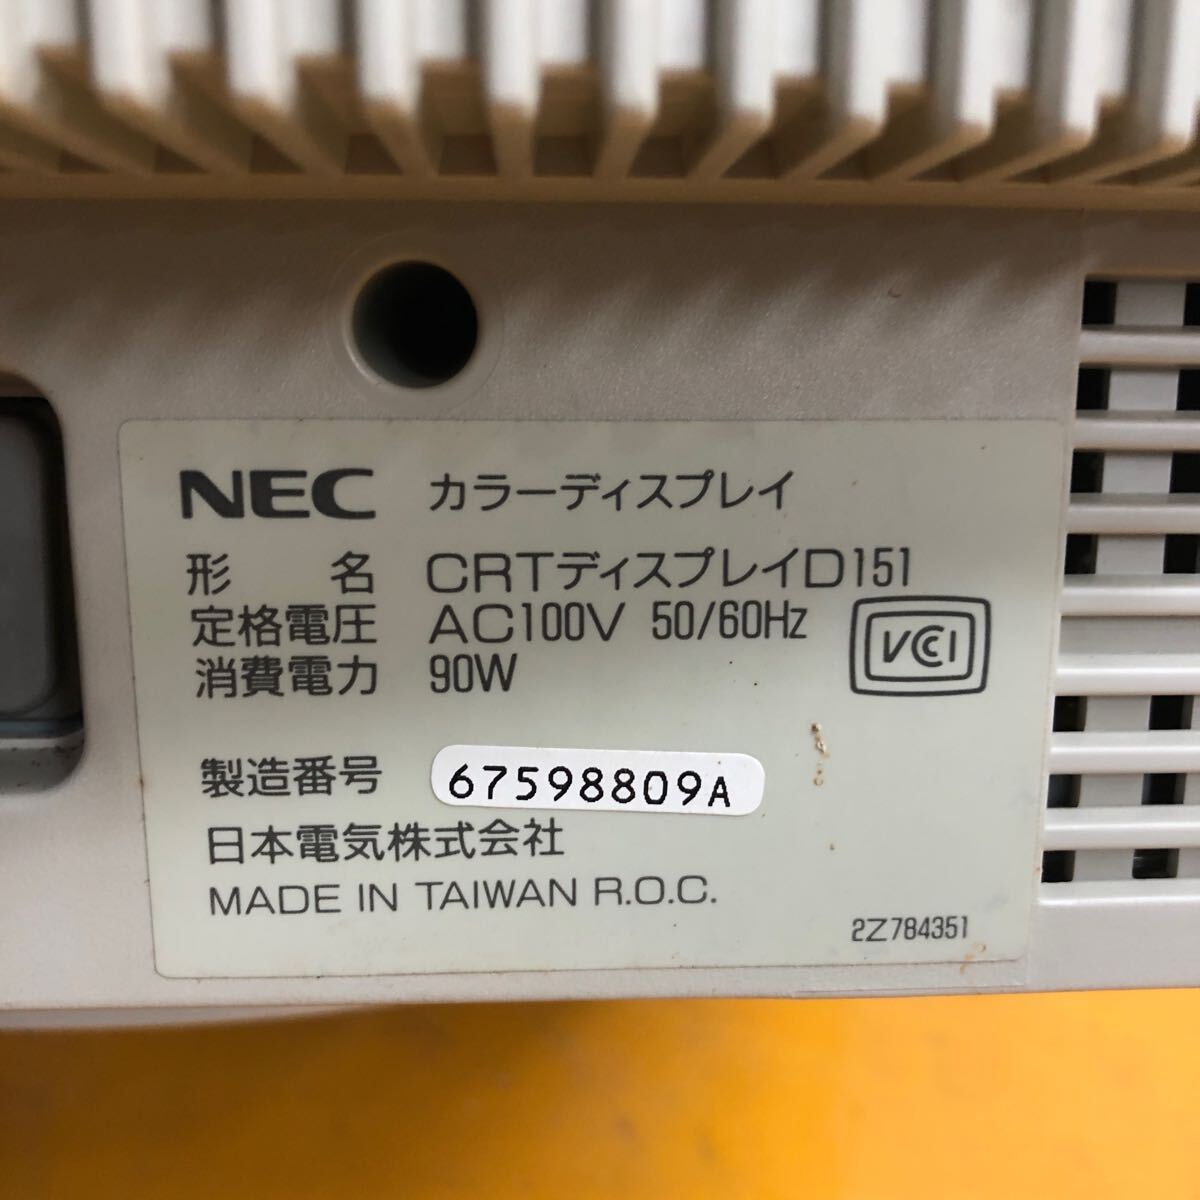 NEC カラーディスプレイ
形 名 CRTディスプレイD151
定格電圧 AC100V 50/60Hz
消費電力 90W
VCCI
製造番号 67598809A
日本電気株式会社
MADE IN TAIWAN R.O.C.
2Z784351